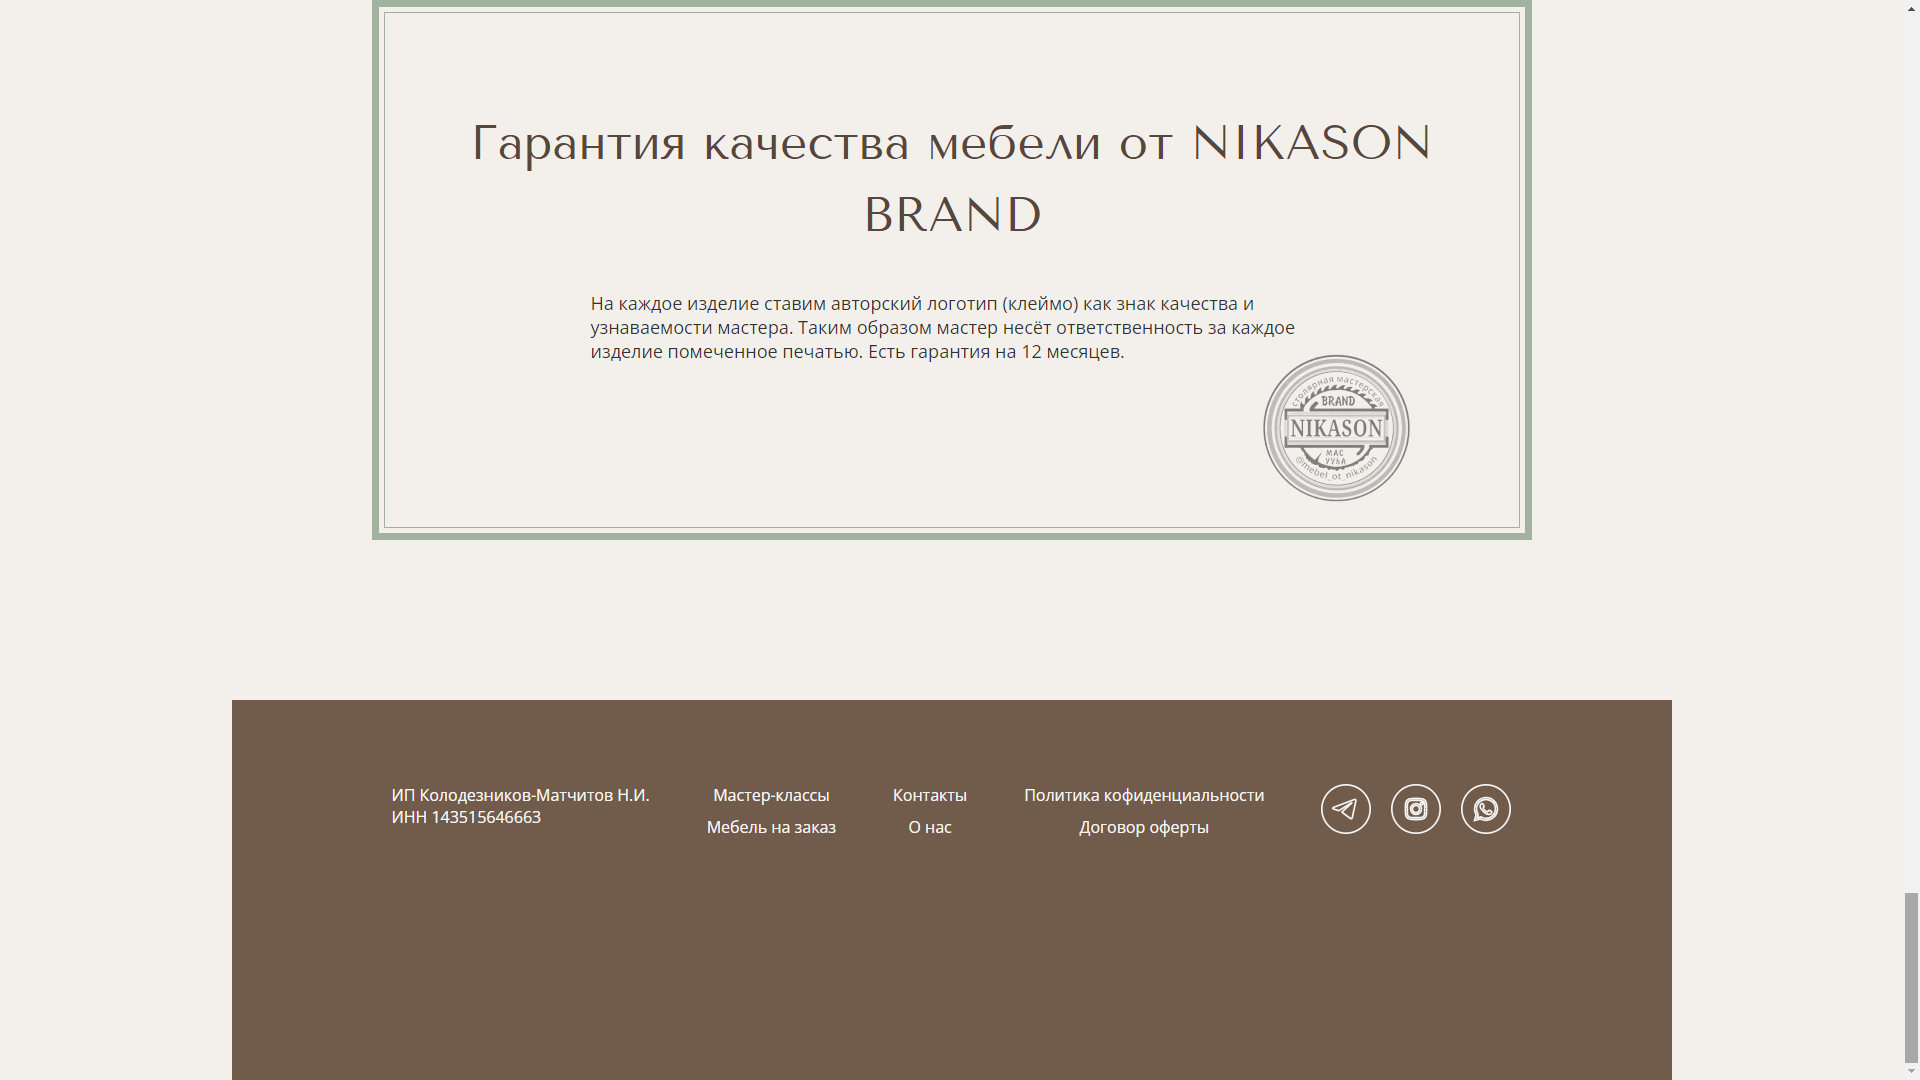 Гарантия качества мебели от NIKASON
BRAND
На каждое изделие ставим авторский логотип (клеймо) как знак качества и
узнаваемости мастера. Таким образом мастер несёт ответственность за каждое
изделие помеченное печатью. Есть гарантия на 12 месяцев.
столярная мастерская
BRAND
NIKASON
МАС
УУҺА
@mebel_ot_nikason
ИП Колодезников-Матчитов Н.И.
ИНН 143515646663
Мастер-классы
Мебель на заказ
Контакты
О нас
Политика кофиденциальности
Договор оферты